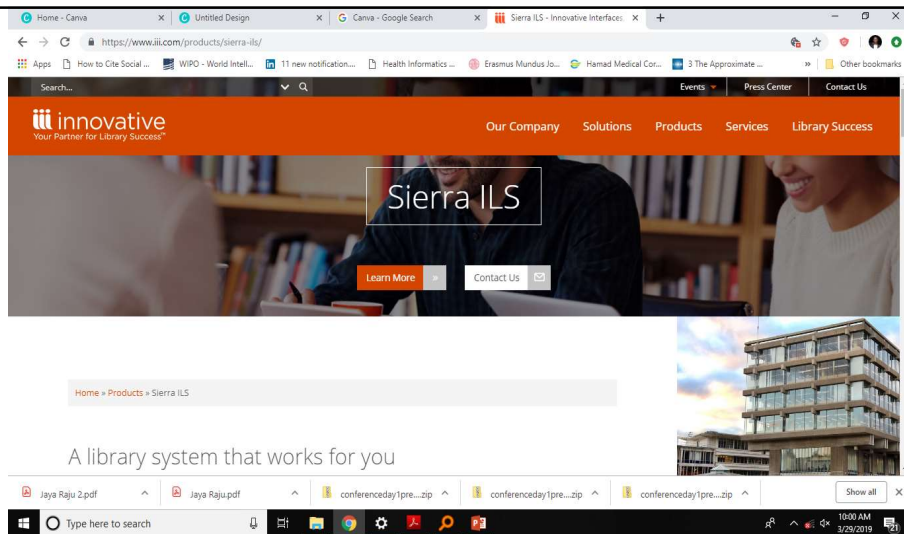 Home - Canva Untitled Design Canva - Google Search Sierra ILS - Innovative Interfaces
https://www.iii.com/products/sierra-ils/
Apps How to Cite Social ... WIPO - World Intell... 11 new notification.... Health Informatics ... Erasmus Mundus Jo... Hamad Medical Cor... 3 The Approximate ... Other bookmarks
Search... Events Press Center Contact Us
innovative
Your Partner for Library Success™
Our Company Solutions Products Services Library Success
Sierra ILS
Learn More » Contact Us
Home » Products » Sierra ILS
A library system that works for you
Jaya Raju 2.pdf Jaya Raju.pdf conferenceday1pre....zip conferenceday1pre....zip conferenceday1pre....zip Show all
Type here to search 10:00 AM
3/29/2019 21